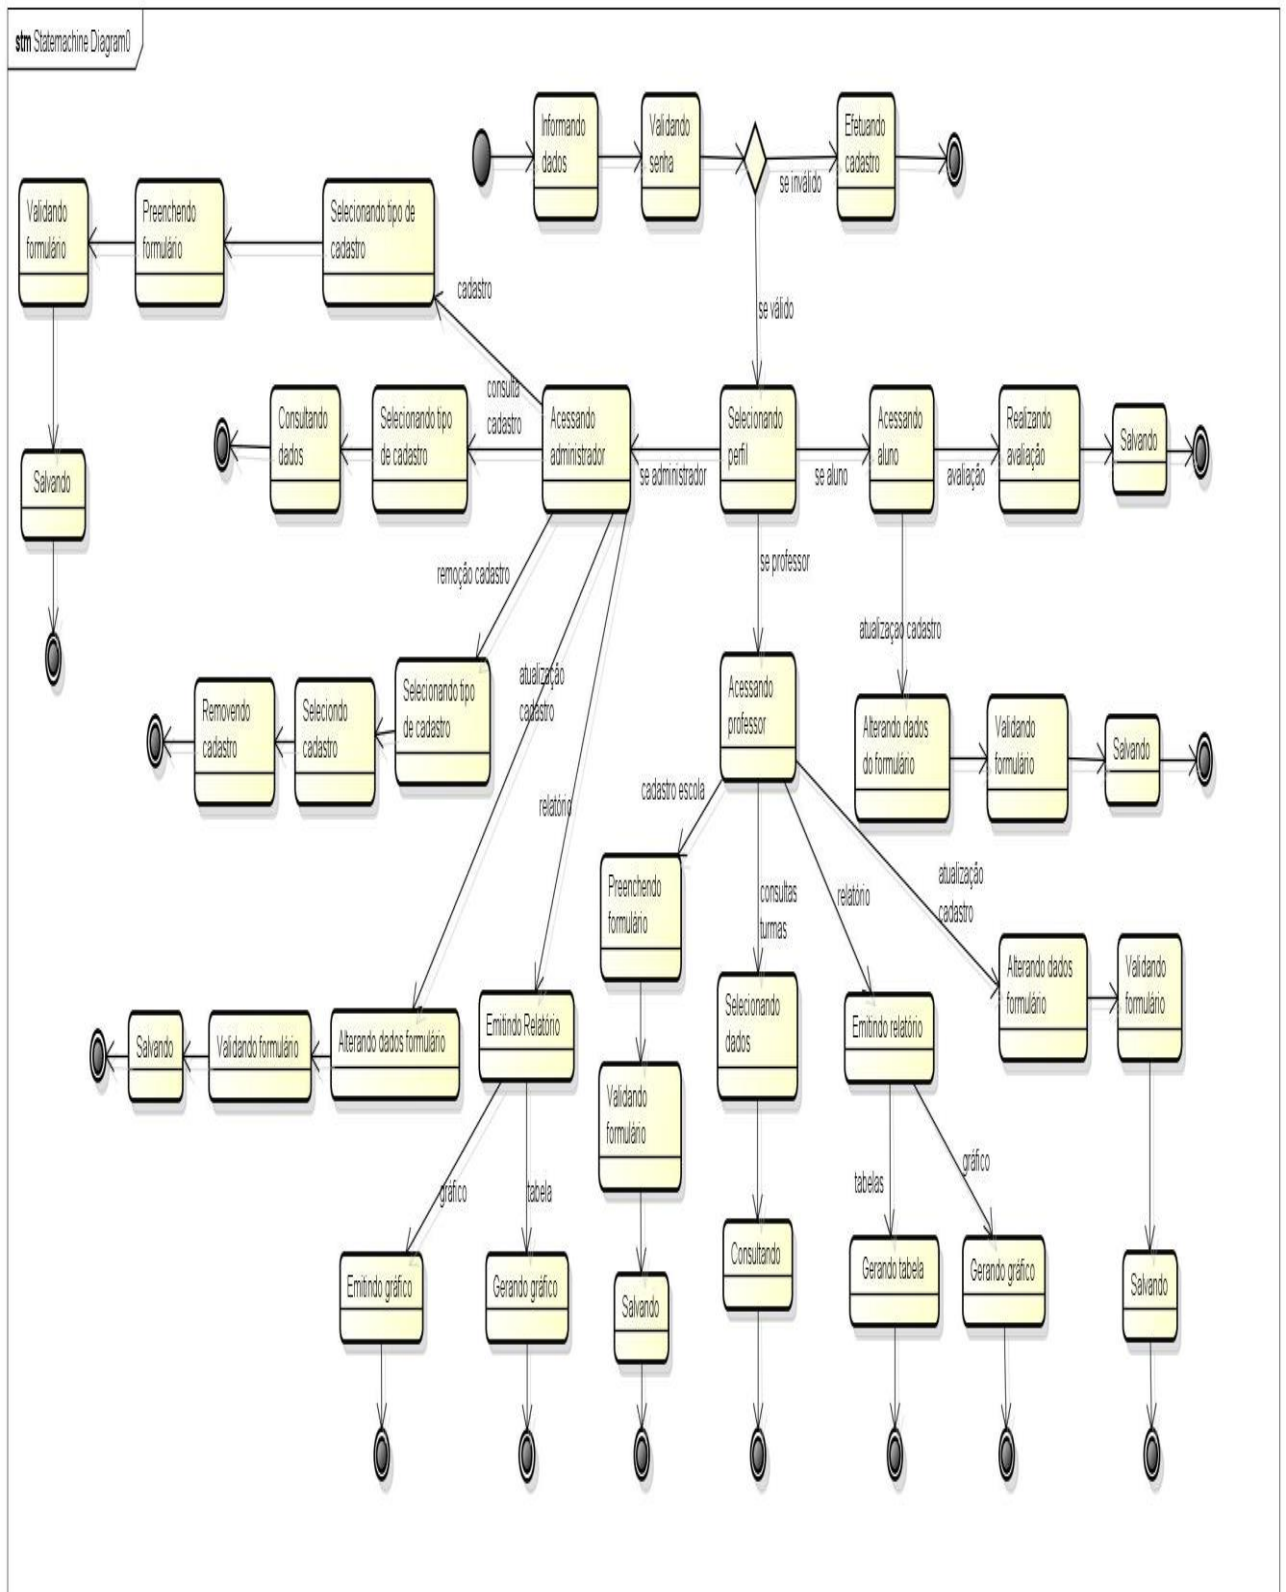 stm Statemachine Diagram0
Informando
dados
Validando
senha
Efetuando
cadastro
se inválido
se válido
Validando
formulário
Preenchendo
formulário
Selecionando tipo de
cadastro
cadastro
Salvando
Consultando
dados
Selecionando tipo
de cadastro
consulta
cadastro
Acessando
administrador
se administrador
Selecionando
perfil
se aluno
Acessando
aluno
avaliação
Realizando
avaliação
Salvando
remoção cadastro
se professor
atualização cadastro
Removendo
cadastro
Seleciondo
cadastro
Selecionando tipo
de cadastro
atualização
cadastro
relatório
Acessando
professor
Alterando dados
do formulário
Validando
formulário
Salvando
cadastro escola
consultas
turmas
relatório
atualização
cadastro
Preenchendo
formulário
Selecionando
dados
Emitindo relatório
Alterando dados
formulário
Validando
formulário
Salvando
Validando formulário
Alterando dados formulário
Emitindo Relatório
Validando
formulário
gráfico
tabela
tabelas
gráfico
Emitindo gráfico
Gerando gráfico
Salvando
Consultando
Gerando tabela
Gerando gráfico
Salvando